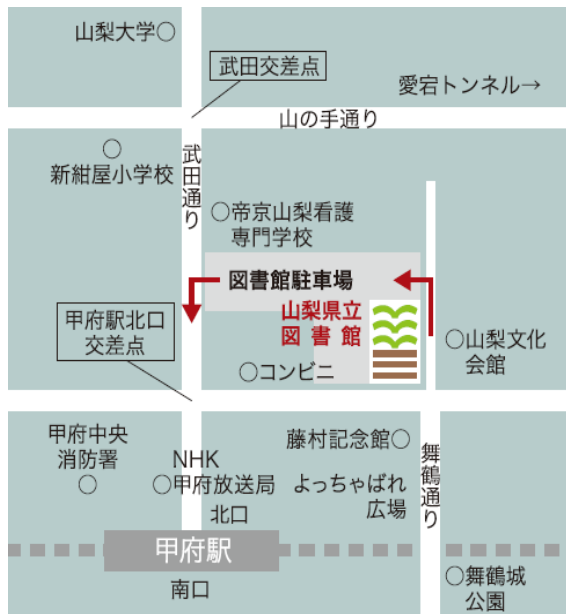 山梨大学○
武田交差点
愛宕トンネル→
山の手通り
○
新紺屋小学校
武田通り
○帝京山梨看護
専門学校
図書館駐車場
山梨県立
図書館
甲府駅北口
交差点
○山梨文化
会館
○コンビニ
甲府中央
消防署
○
NHK
○甲府放送局
北口
藤村記念館○
よっちゃばれ
広場
舞鶴通り
甲府駅
南口
○舞鶴城
公園